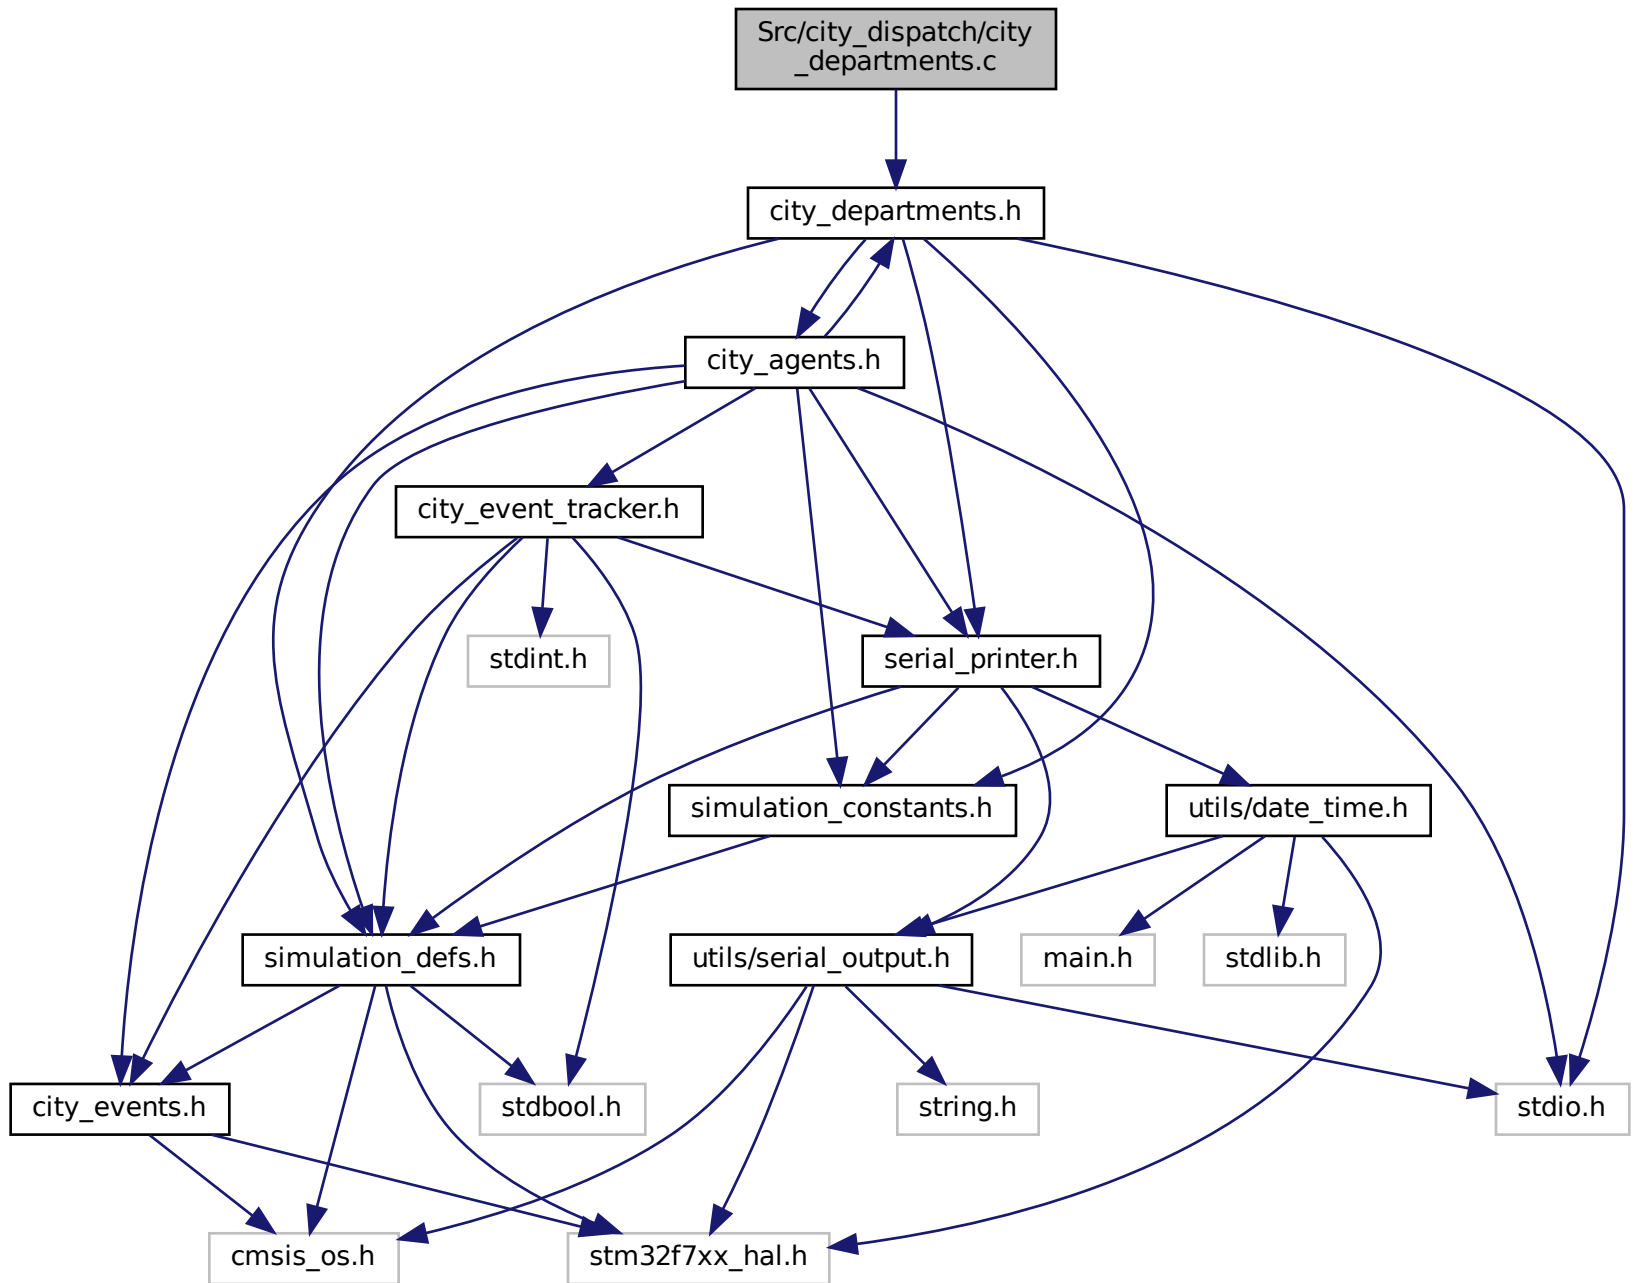 Src/city_dispatch/city
_departments.c
city_departments.h
city_agents.h
city_event_tracker.h
stdint.h
serial_printer.h
simulation_constants.h
utils/date_time.h
simulation_defs.h
utils/serial_output.h
main.h
stdlib.h
city_events.h
stdbool.h
string.h
stdio.h
cmsis_os.h
stm32f7xx_hal.h